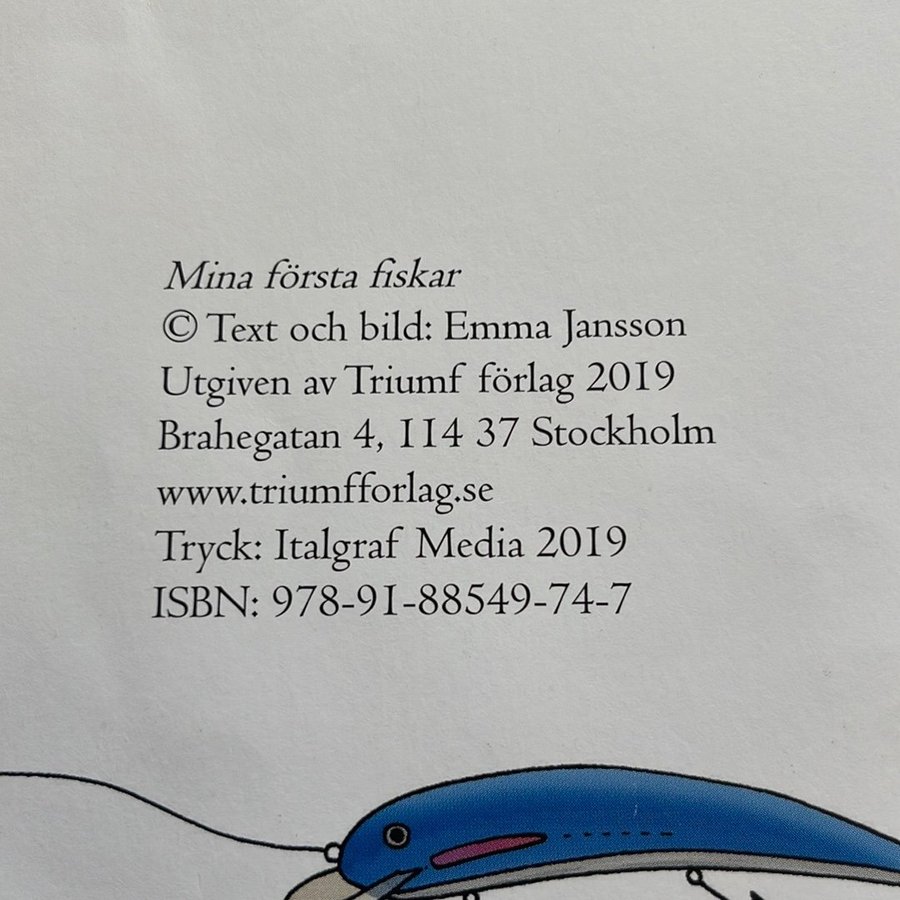 Mina första fiskar
© Text och bild: Emma Jansson
Utgiven av Triumf förlag 2019
Brahegatan 4, 114 37 Stockholm
www.triumfforlag.se
Tryck: Italgraf Media 2019
ISBN: 978-91-88549-74-7